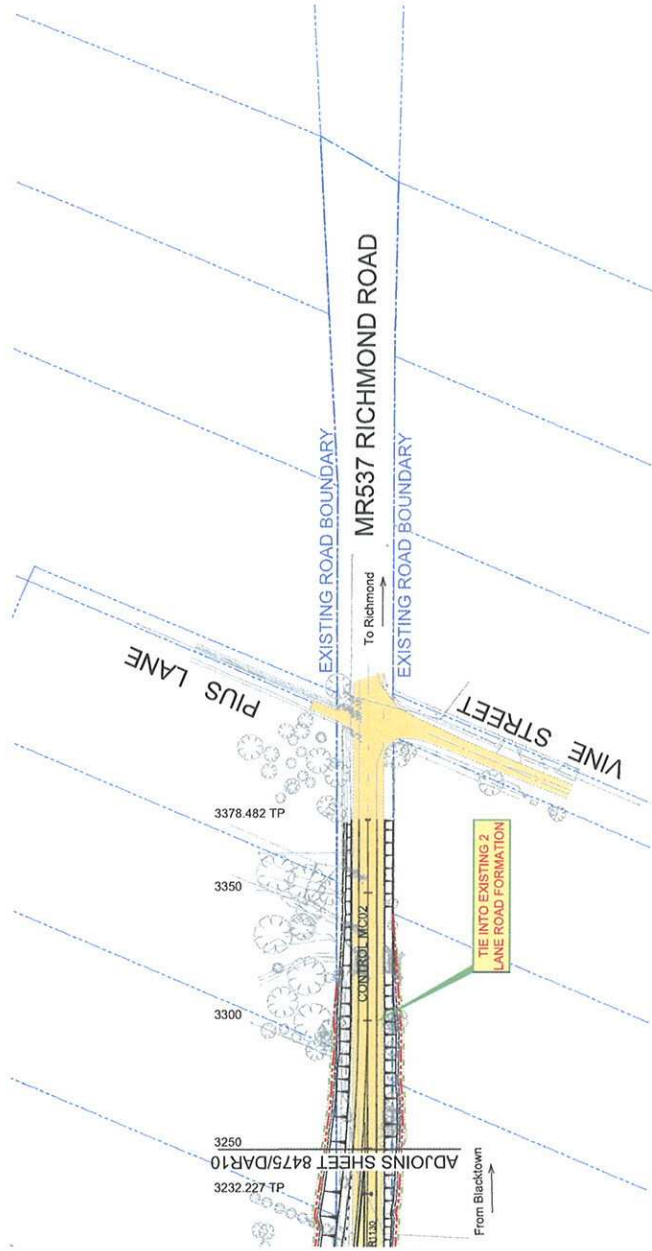 MR537 RICHMOND ROAD
EXISTING ROAD BOUNDARY
EXISTING ROAD BOUNDARY
To Richmond
PIUS LANE
VINE STREET
3378.482 TP
3350
CONTROL MC02
TIE INTO EXISTING 2
LANE ROAD FORMATION
3300
3250
ADJOINS SHEET 8475/DAR10
3232.227 TP
R1130
From Blacktown